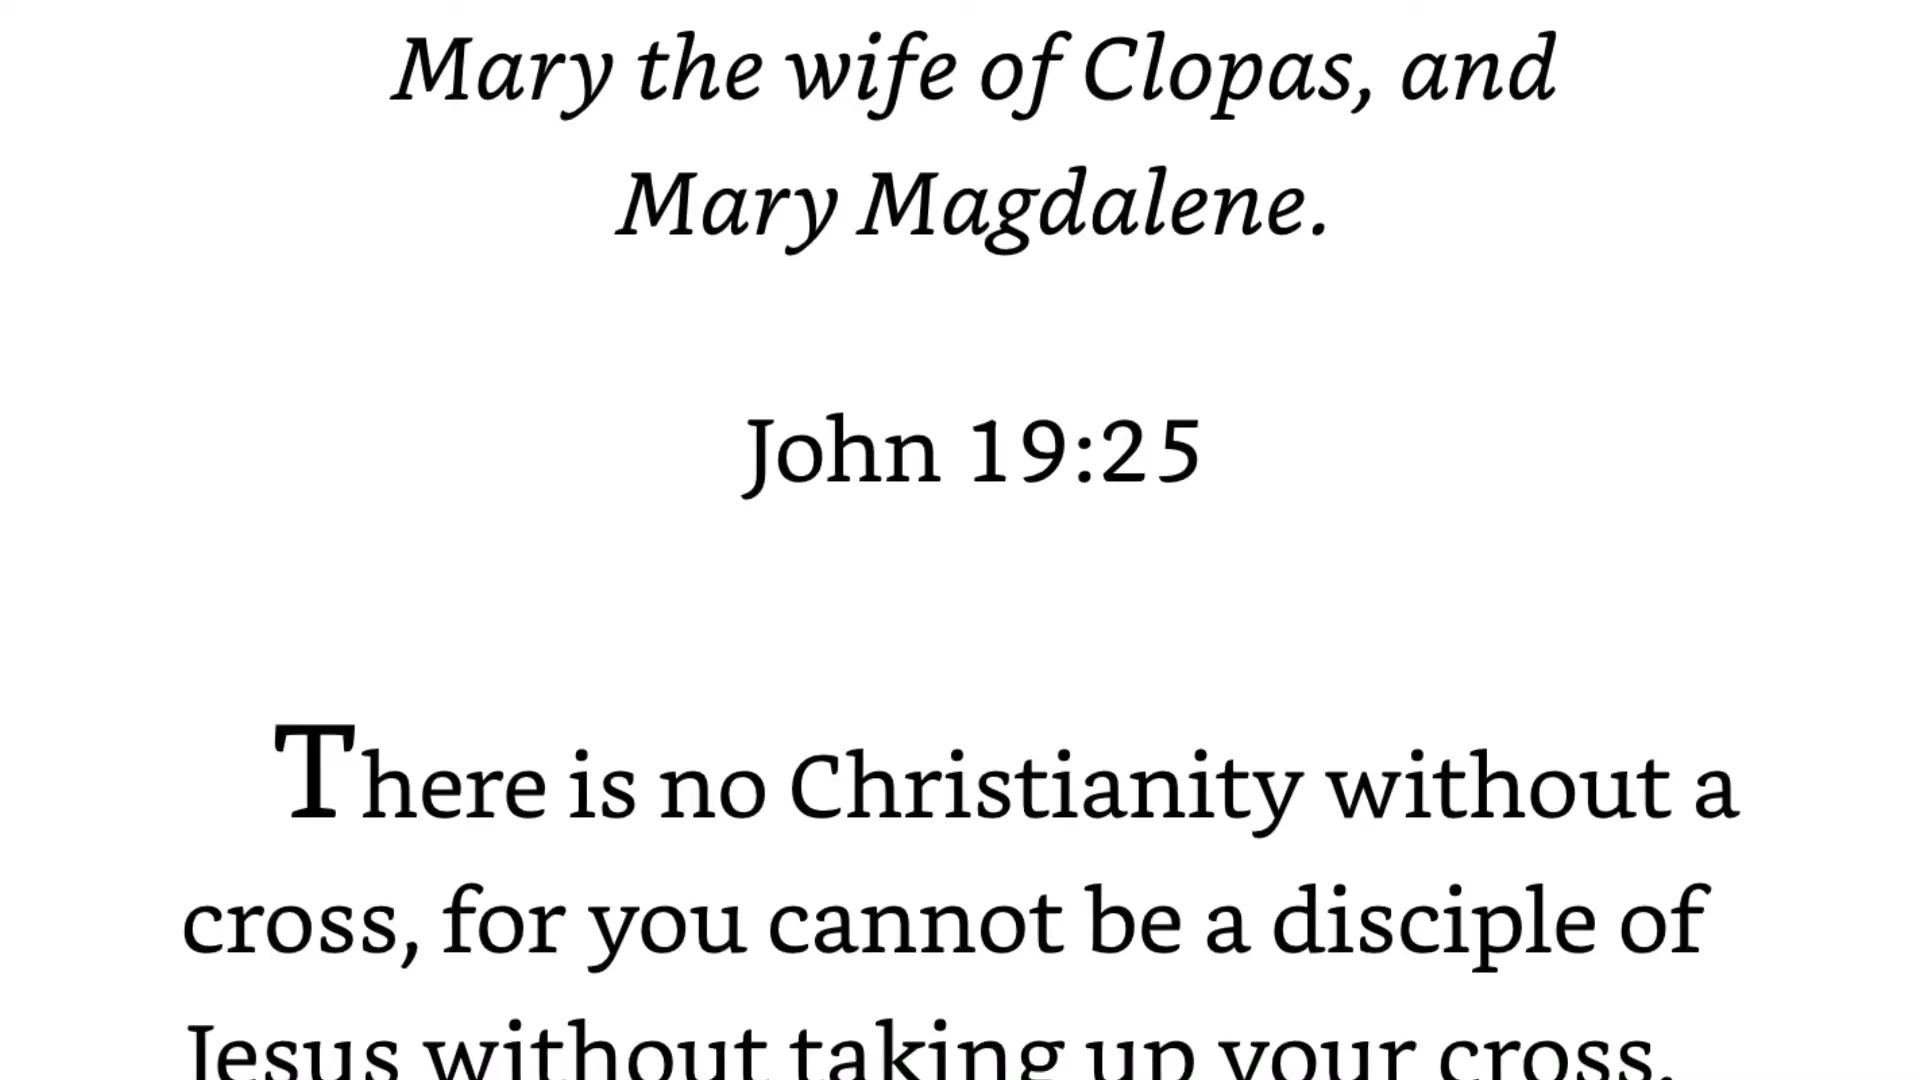 Mary the wife of Clopas, and
Mary Magdalene.
John 19:25
There is no Christianity without a
cross, for you cannot be a disciple of
Jesus without taking up your cross.